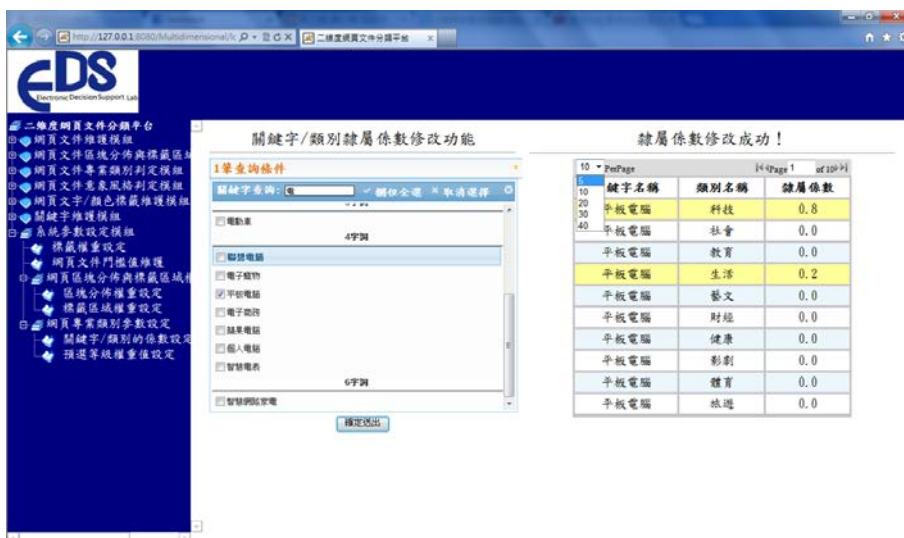 http://127.0.0.1:8080/Multidimensional/lc
二維度網頁文件分類平台
EDS
Electronic Decision Support Lab
二維度網頁文件分類平台
網頁文件維護模組
網頁文件區塊分佈與標籤區域
網頁文件專業類別判定模組
網頁文件意象風格判定模組
網頁文字/顏色標籤維護模組
關鍵字維護模組
系統參數設定模組
標籤權重設定
網頁文件門檻值維護
網頁區塊分佈與標籤區域權
區塊分佈權重設定
標籤區域權重設定
網頁專業類別參數設定
關鍵字/類別的係數設定
預選等級權重值設定
關鍵字/類別隸屬係數修改功能
1筆查詢條件
關鍵字查詢: 電 欄位全選 取消選擇
電動車
4字詞
聯想電腦
電子寵物
平板電腦
電子商務
蘋果電腦
個人電腦
智慧電表
6字詞
智慧網路家電
確定送出
隸屬係數修改成功！
10 PerPage Page 1 of 10
5
10
20
30
40
鍵字名稱 類別名稱 隸屬係數
平板電腦 科技 0.8
平板電腦 社會 0.0
平板電腦 教育 0.0
平板電腦 生活 0.2
平板電腦 藝文 0.0
平板電腦 財經 0.0
平板電腦 健康 0.0
平板電腦 影劇 0.0
平板電腦 體育 0.0
平板電腦 旅遊 0.0